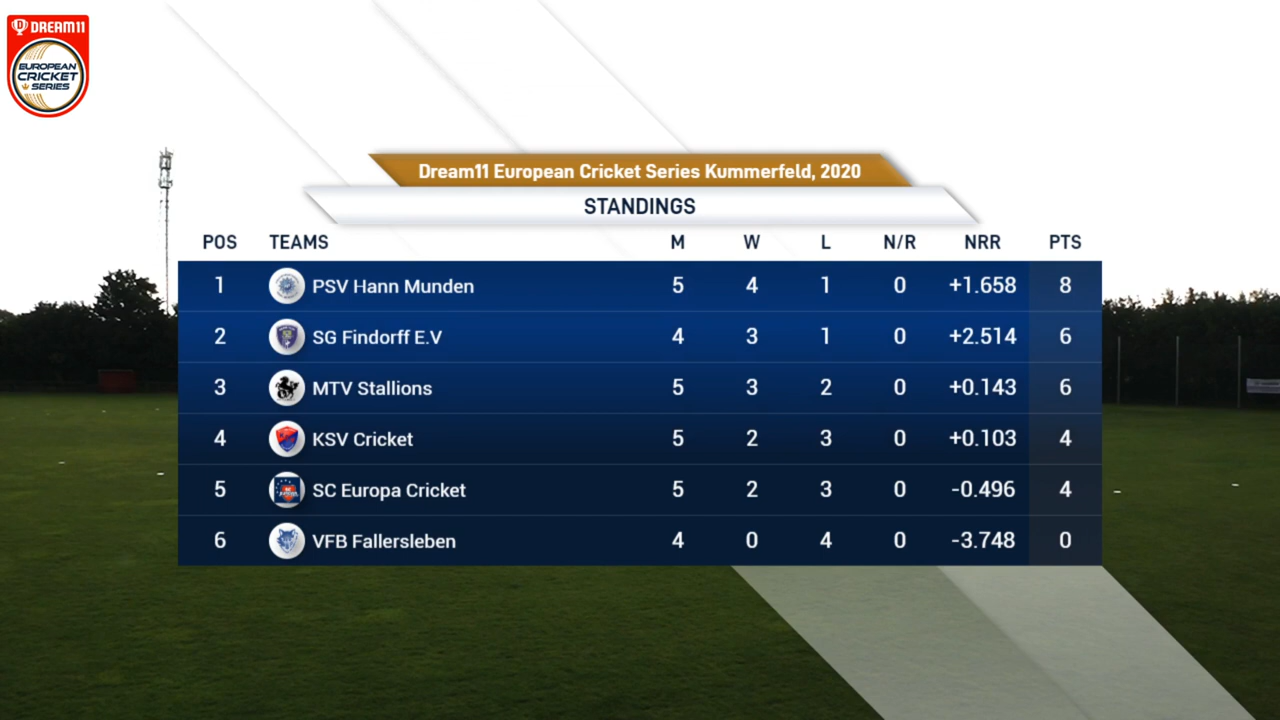 DREAM11
EUROPEAN
CRICKET
SERIES
Dream11 European Cricket Series Kummerfeld, 2020
STANDINGS
POS TEAMS M W L N/R NRR PTS
1 PSV Hann Munden 5 4 1 0 +1.658 8
2 SG Findorff E.V 4 3 1 0 +2.514 6
3 MTV Stallions 5 3 2 0 +0.143 6
4 KSV Cricket 5 2 3 0 +0.103 4
5 SC Europa Cricket 5 2 3 0 -0.496 4
6 VFB Fallersleben 4 0 4 0 -3.748 0